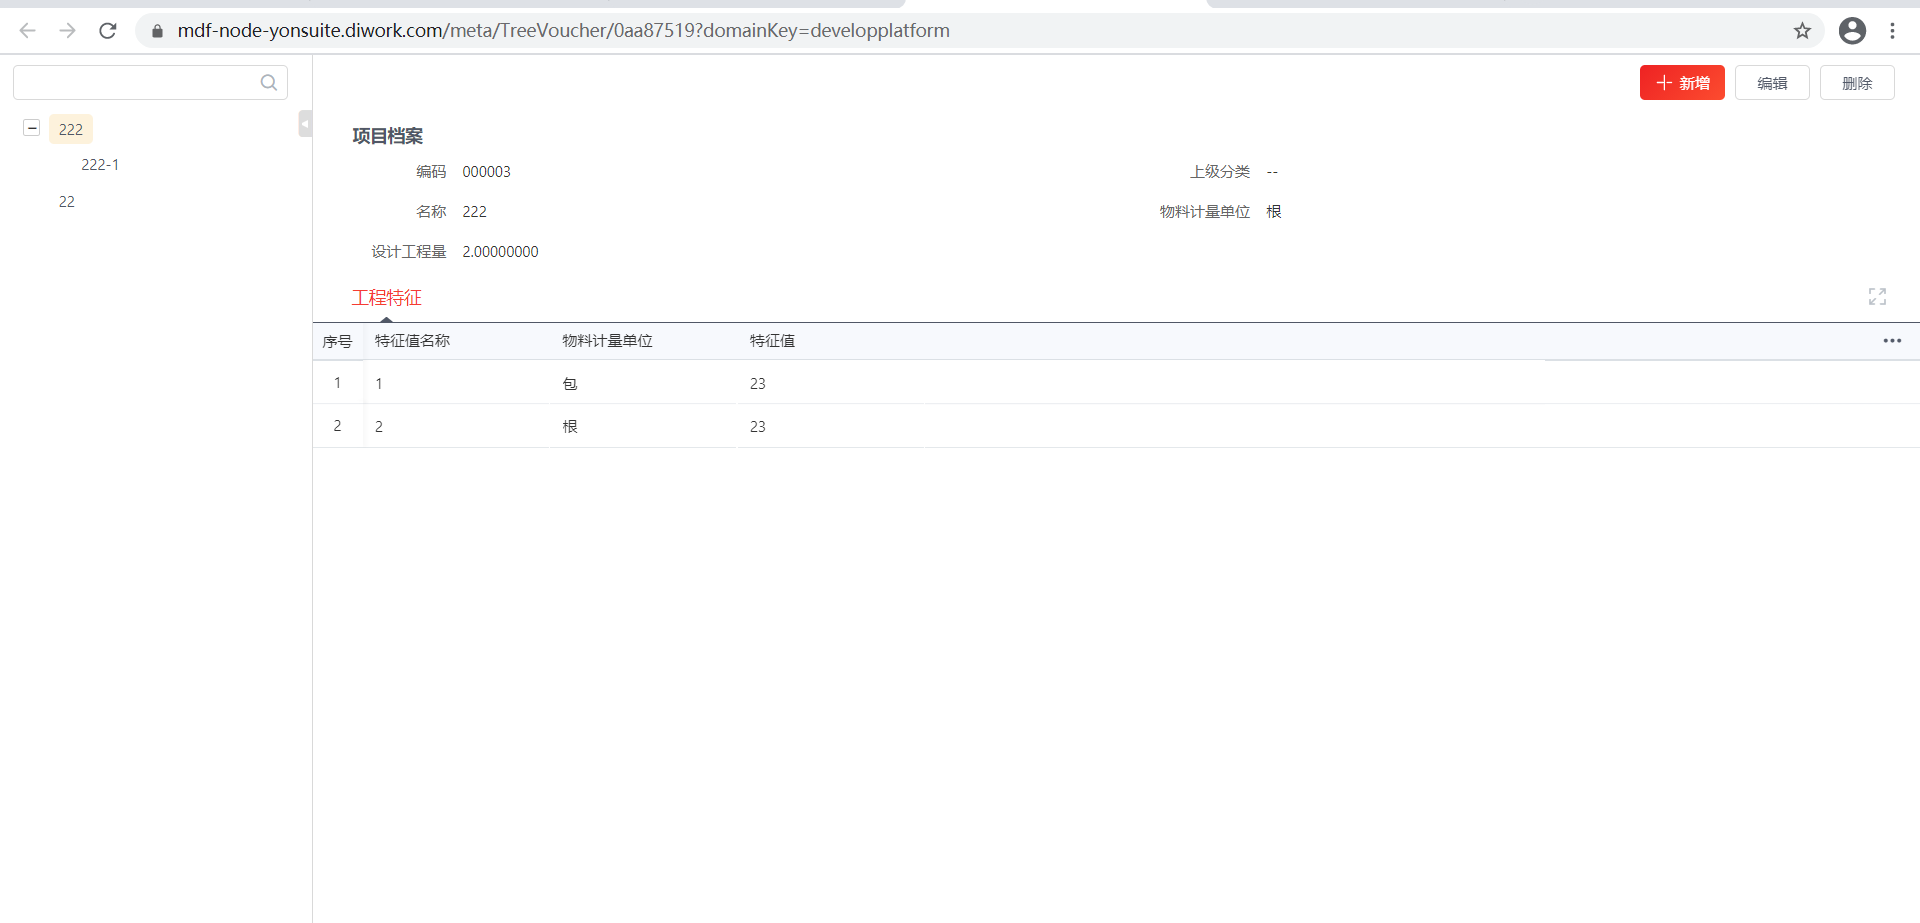 mdf-node-yonsuite.diwork.com/meta/TreeVoucher/0aa87519?domainKey=developplatform
新增 编辑 删除
222
222-1
22
项目档案
编码 000003 上级分类 --
名称 222 物料计量单位 根
设计工程量 2.00000000
工程特征
序号 特征值名称 物料计量单位 特征值
1 1 包 23
2 2 根 23